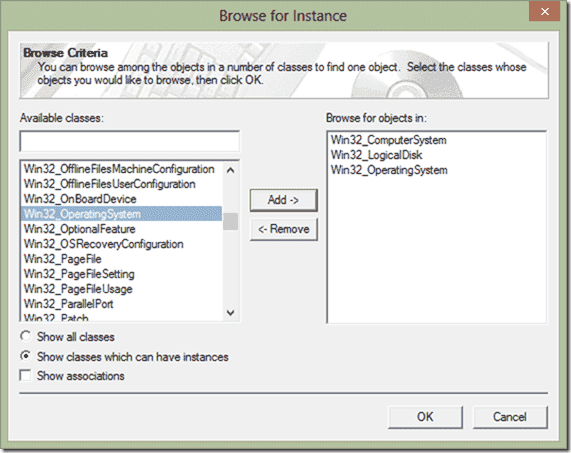 Browse for Instance
Browse Criteria
You can browse among the objects in a number of classes to find one object. Select the classes whose
objects you would like to browse, then click OK.
Available classes:
Browse for objects in:
Win32_OfflineFilesMachineConfiguration
Win32_OfflineFilesUserConfiguration
Win32_OnBoardDevice
Win32_OperatingSystem
Win32_OptionalFeature
Win32_OSRecoveryConfiguration
Win32_PageFile
Win32_PageFileSetting
Win32_PageFileUsage
Win32_ParallelPort
Win32_Patch
Add ->
<- Remove
Win32_ComputerSystem
Win32_LogicalDisk
Win32_OperatingSystem
Show all classes
Show classes which can have instances
Show associations
OK
Cancel